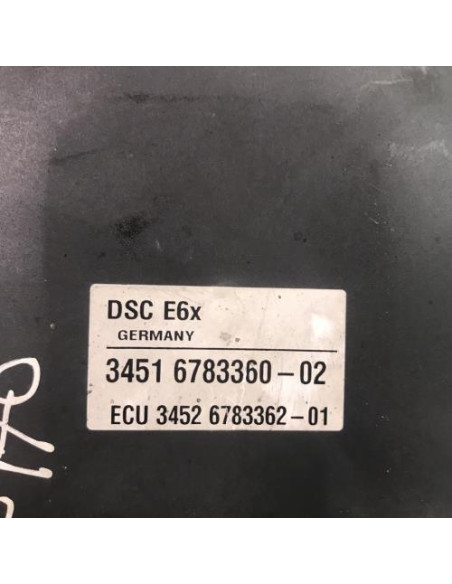 DSC E6x
GERMANY
3451 6783360-02
ECU 3452 6783362-01